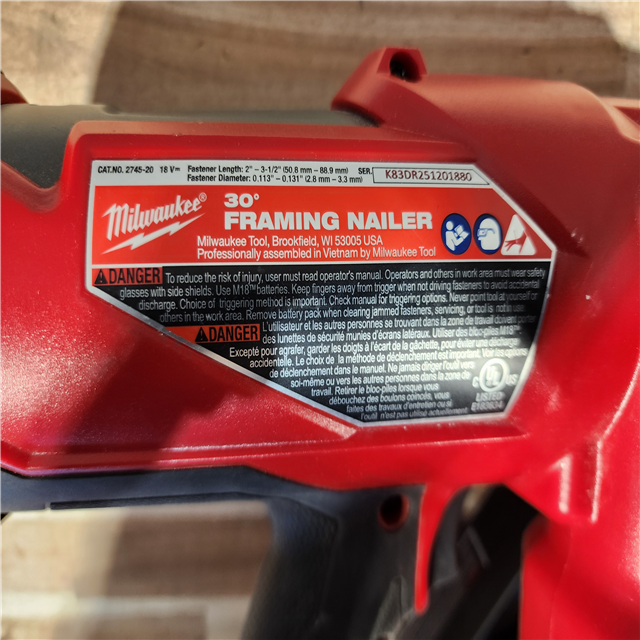 CAT.NO. 2745-20 18 V⎓ Fastener Length: 2" – 3-1/2" (50.8 mm – 88.9 mm) SER.
Fastener Diameter: 0.113" – 0.131" (2.8 mm – 3.3 mm)
K83DR251201880
Milwaukee®
30°
FRAMING NAILER
Milwaukee Tool, Brookfield, WI 53005 USA
Professionally assembled in Vietnam by Milwaukee Tool
DANGER To reduce the risk of injury, user must read operator's manual. Operators and others in work area must wear safety
glasses with side shields. Use M18™ batteries. Keep fingers away from trigger when not driving fasteners to avoid accidental
discharge. Choice of triggering method is important. Check manual for triggering options. Never point tool at yourself or
others in the work area. Remove battery pack when clearing jammed fasteners, servicing, or tool is not in use.
DANGER L'utilisateur et les autres personnes se trouvant dans la zone de travail doivent porter
des lunettes de sécurité munies d'écrans latéraux. Utiliser des bloc-piles M18™.
Excepté pour agrafer, garder les doigts à l'écart de la gâchette, pour éviter une décharge
accidentelle. Le choix de la méthode de déclenchement est important. Voir les options
de déclenchement dans le manuel. Ne jamais diriger l'outil vers
soi-même ou vers les autres personnes dans la zone de
travail. Retirer le bloc-piles lorsque vous
débouchez des boulons coincés, vous
faites des travaux d'entretien ou
l'outil n'est pas utilisé actuellement.
C UL US
LISTED